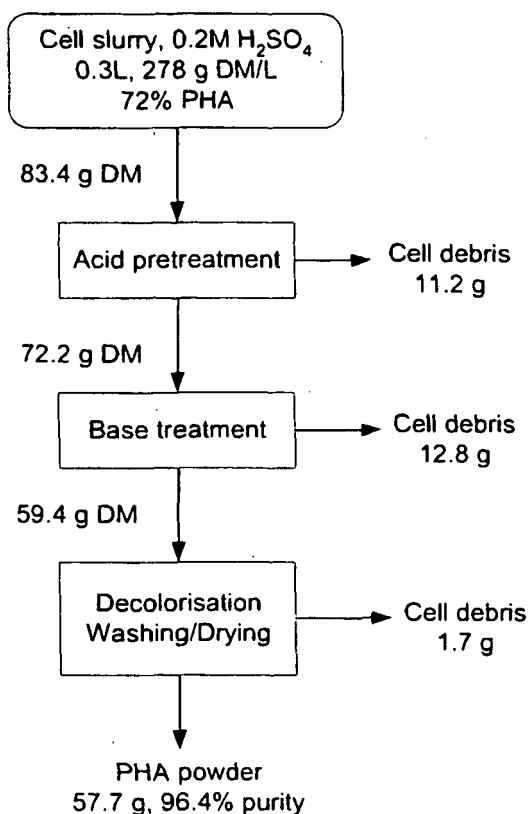 Cell slurry, 0.2M H₂SO₄
0.3L, 278 g DM/L
72% PHA
83.4 g DM
Acid pretreatment
Cell debris
11.2 g
72.2 g DM
Base treatment
Cell debris
12.8 g
59.4 g DM
Decolorisation
Washing/Drying
Cell debris
1.7 g
PHA powder
57.7 g, 96.4% purity